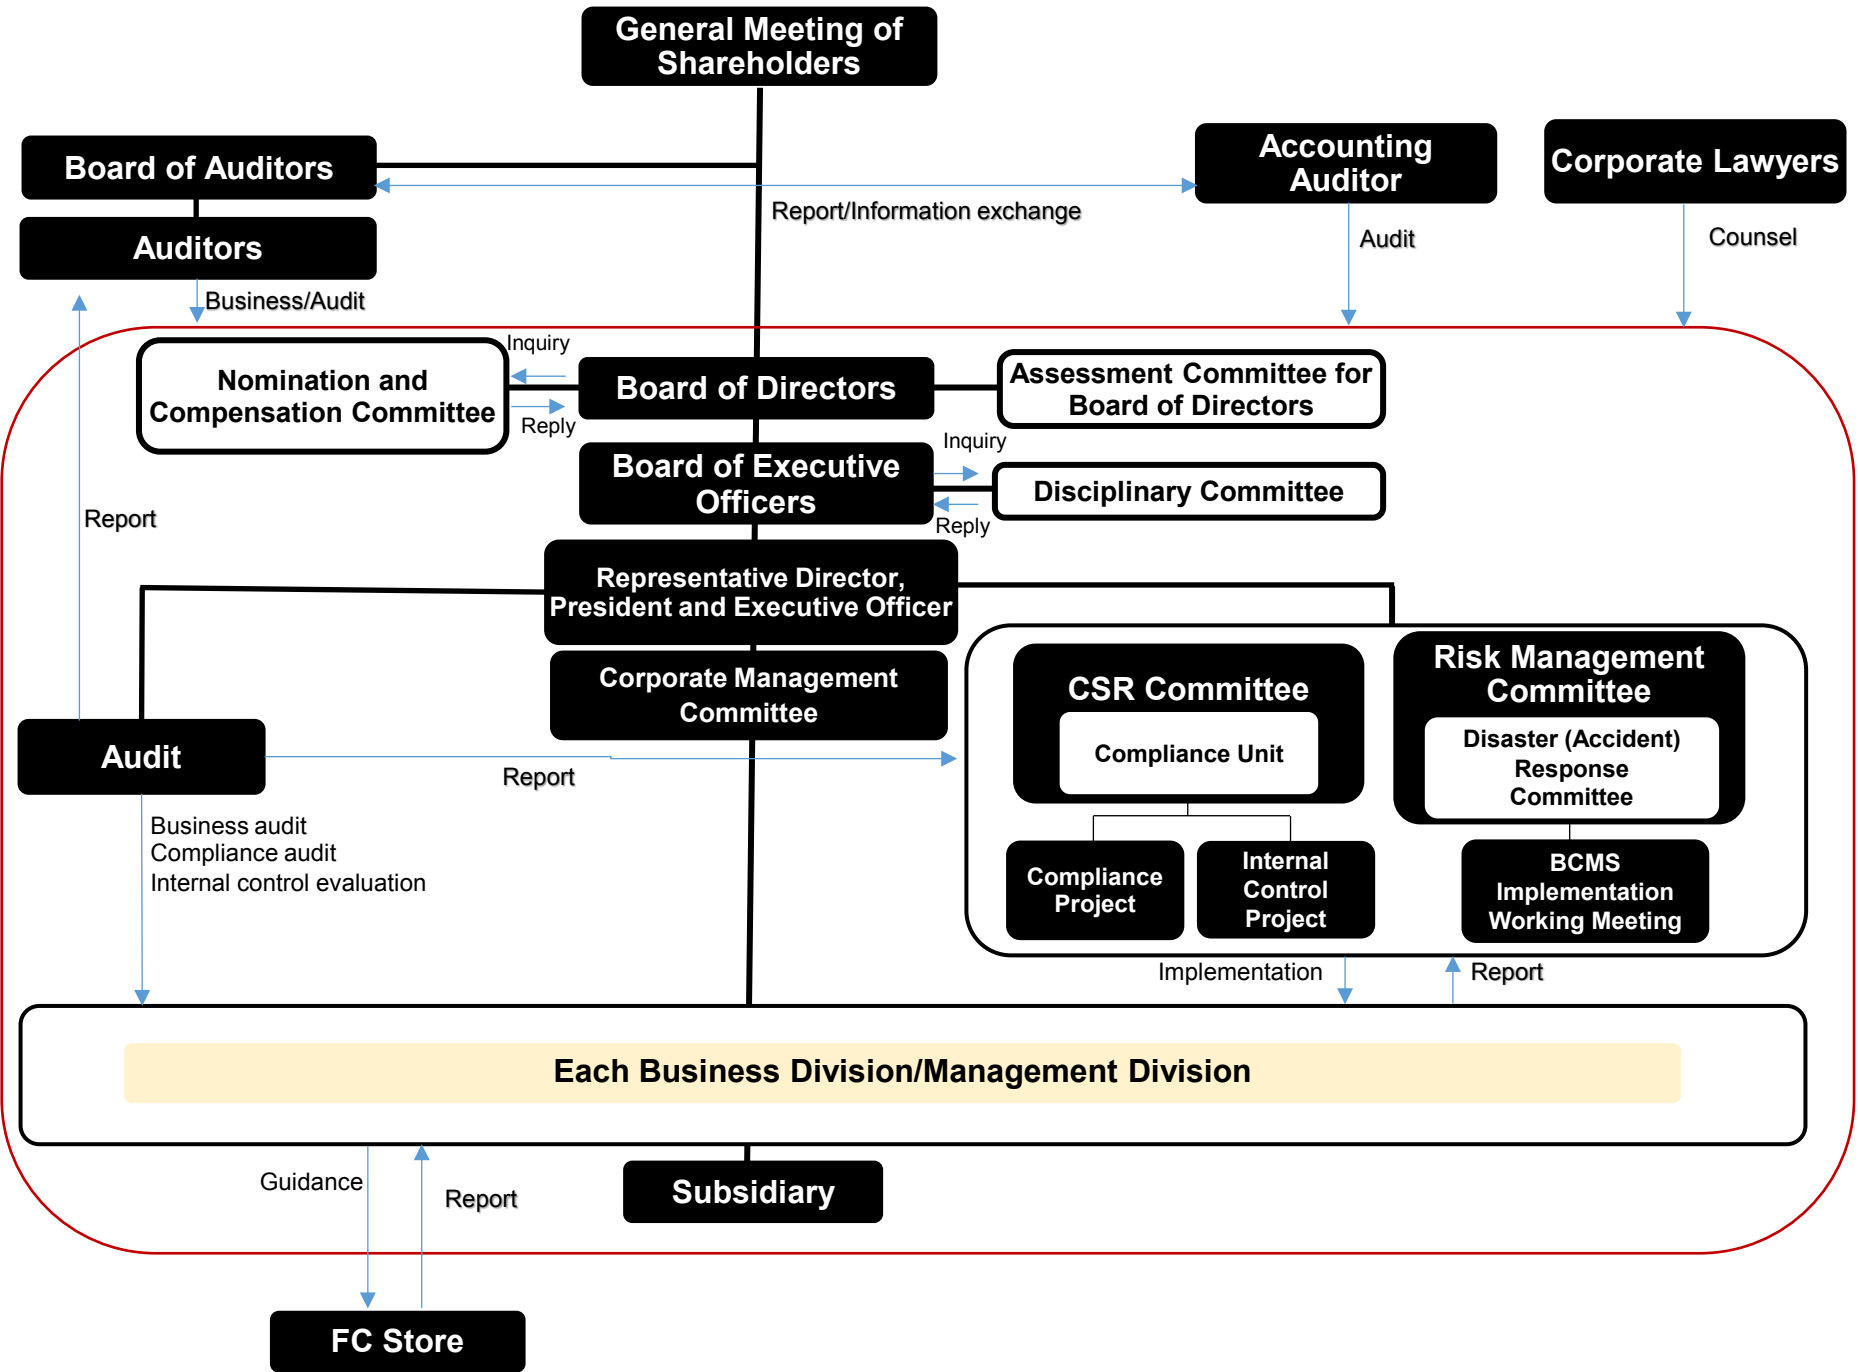 General Meeting of
Shareholders
Board of Auditors
Accounting
Auditor
Corporate Lawyers
Report/Information exchange
Auditors
Audit
Counsel
Business/Audit
Inquiry
Nomination and
Compensation Committee
Reply
Board of Directors
Assessment Committee for
Board of Directors
Board of Executive
Officers
Inquiry
Reply
Disciplinary Committee
Report
Representative Director,
President and Executive Officer
Corporate Management
Committee
CSR Committee
Compliance Unit
Risk Management
Committee
Disaster (Accident)
Response
Committee
Audit
Report
Business audit
Compliance audit
Internal control evaluation
Compliance
Project
Internal
Control
Project
BCMS
Implementation
Working Meeting
Implementation
Report
Each Business Division/Management Division
Guidance
Report
Subsidiary
FC Store